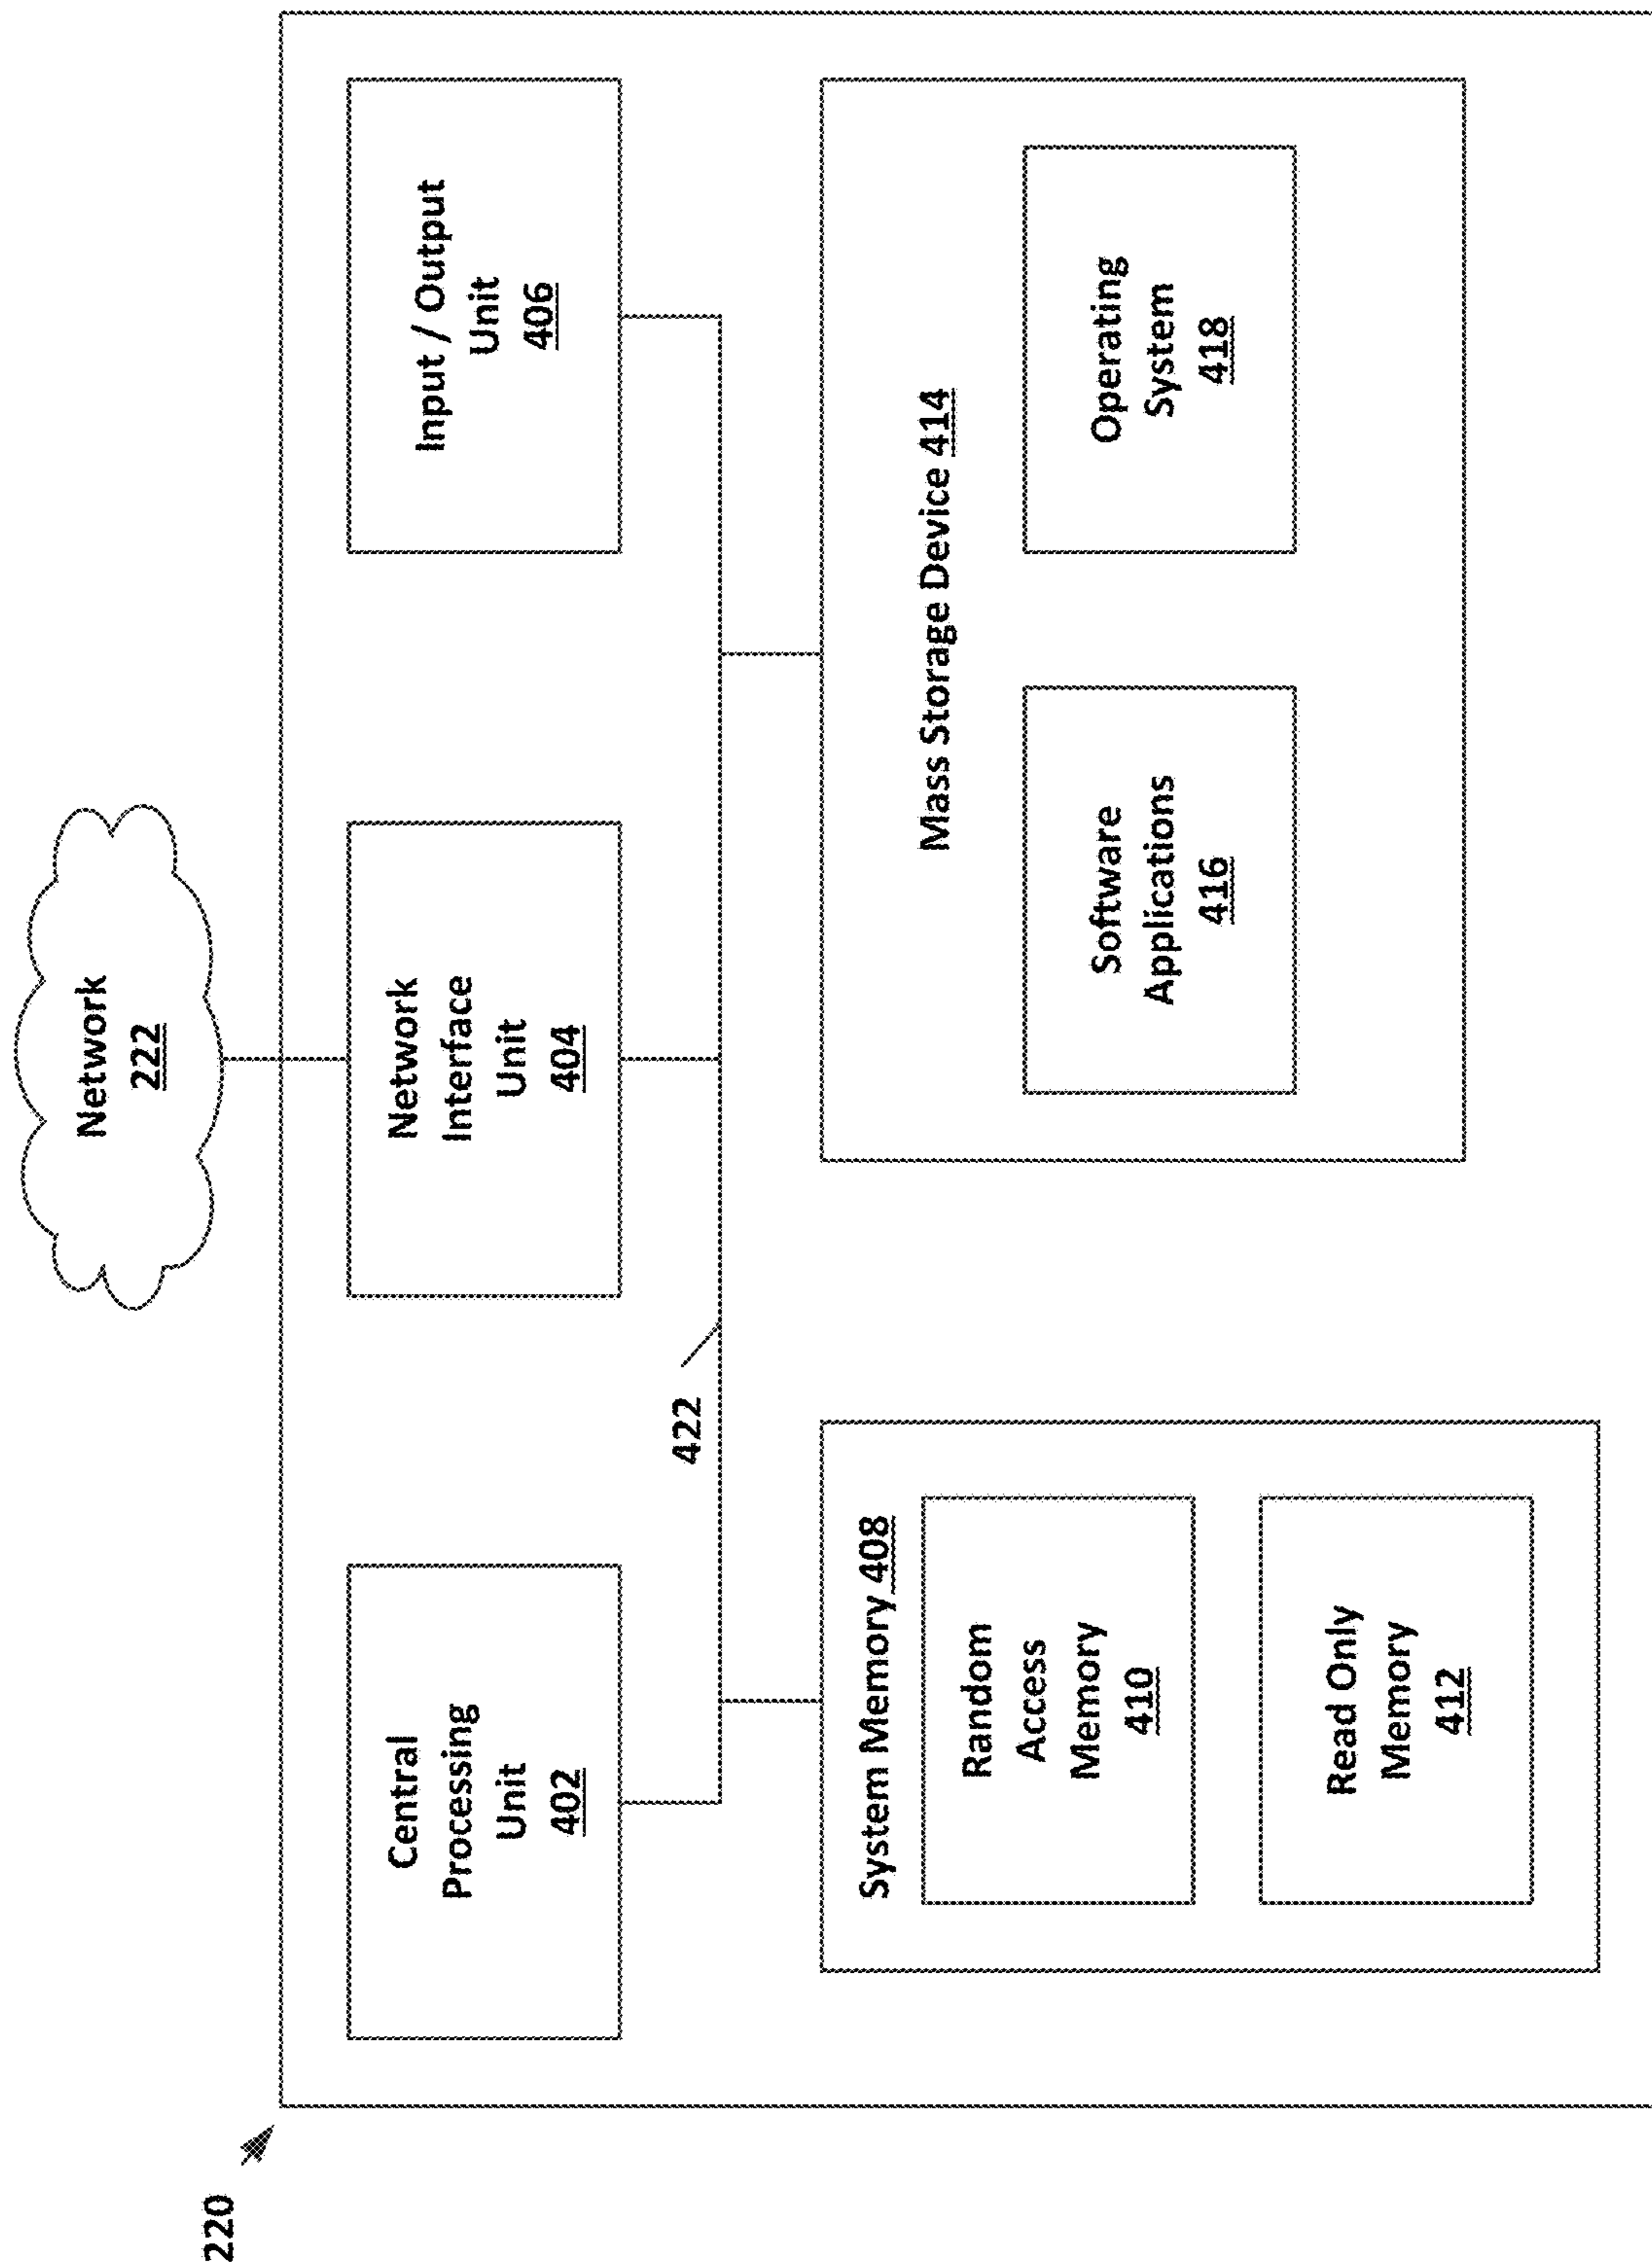 Network
222
Central
Processing
Unit
402
Network
Interface
Unit
404
Input / Output
Unit
406
422
System Memory 408
Random
Access
Memory
410
Read Only
Memory
412
Mass Storage Device 414
Software
Applications
416
Operating
System
418
220